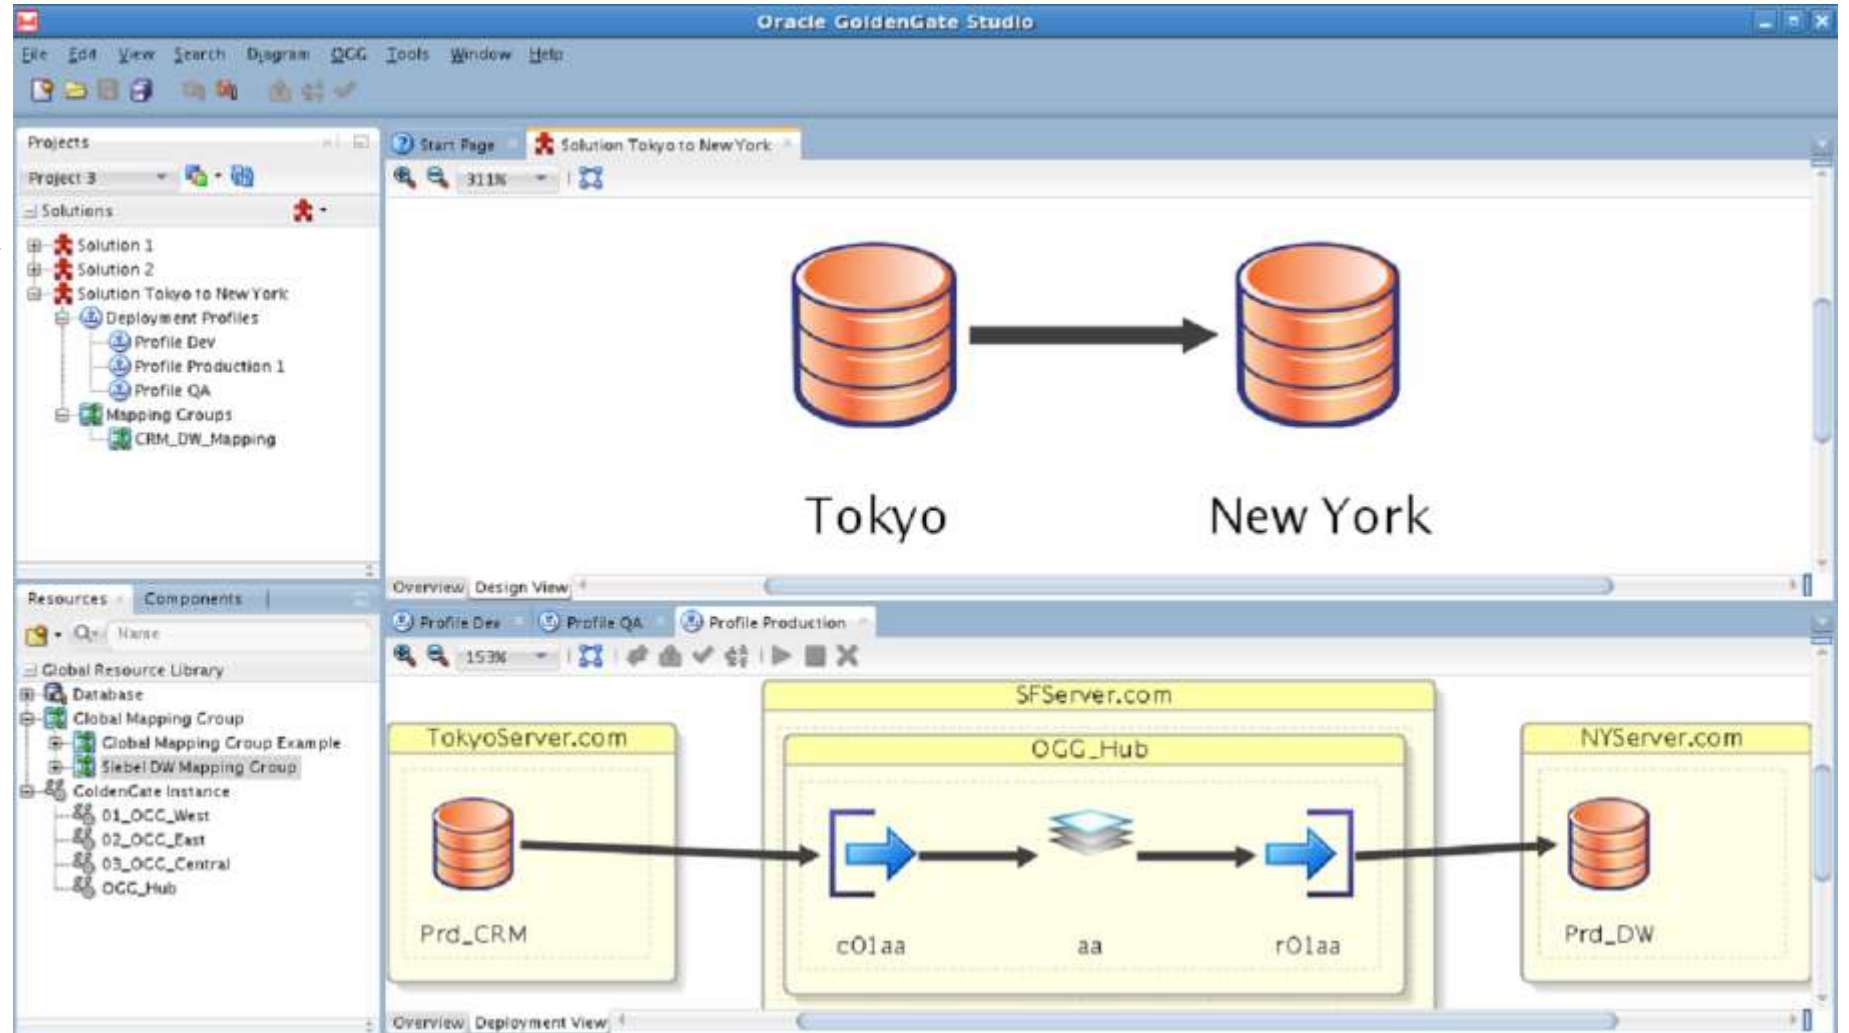 Oracle GoldenGate Studio
File Edit View Search Diagram OGG Tools Window Help
Projects
Project 3
Solutions
Solution 1
Solution 2
Solution Tokyo to New York
Deployment Profiles
Profile Dev
Profile Production 1
Profile QA
Mapping Groups
CRM_DW_Mapping
Start Page Solution Tokyo to New York
311%
Tokyo New York
Overview Design View
Resources Components
Name
Global Resource Library
Database
Global Mapping Group
Global Mapping Group Example
Siebel DW Mapping Group
GoldenGate Instance
01_OGG_West
02_OGG_East
03_OGG_Central
OGG_Hub
Profile Dev Profile QA Profile Production
153%
SFServer.com
TokyoServer.com OGG_Hub NYServer.com
Prd_CRM c01aa aa r01aa Prd_DW
Overview Deployment View